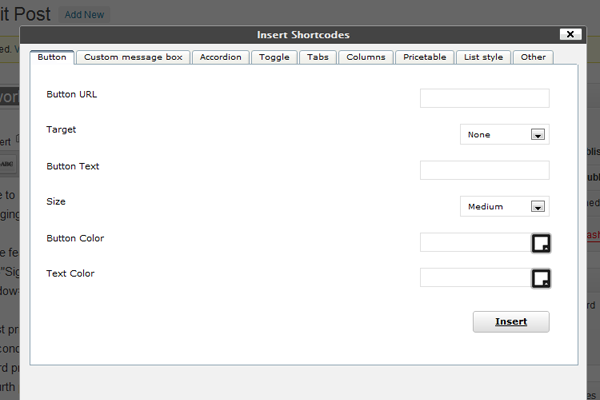 it Post Add New
Insert Shortcodes
Button Custom message box Accordion Toggle Tabs Columns Pricetable List style Other
Button URL
Target None
Button Text
Size Medium
Button Color
Text Color
Insert